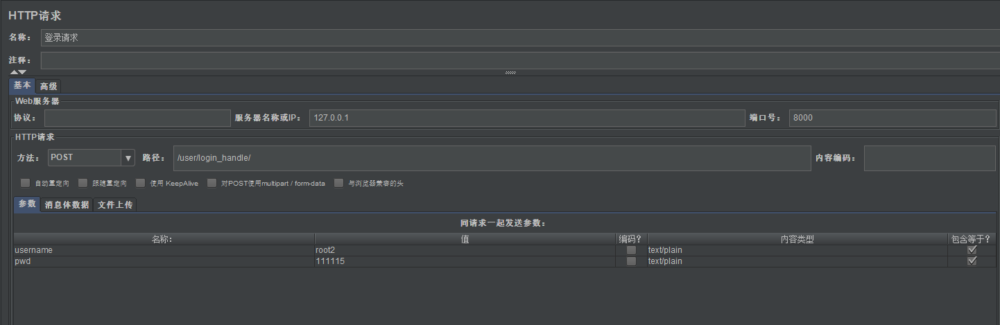 HTTP请求
名称： 登录请求
注释：
基本 高级
Web服务器
协议： 服务器名称或IP： 127.0.0.1 端口号： 8000
HTTP请求
方法： POST 路径： /user/login_handle/ 内容编码：
自动重定向 跟随重定向 使用 KeepAlive 对POST使用multipart / form-data 与浏览器兼容的头
参数 消息体数据 文件上传
同请求一起发送参数：
名称： 值 编码？ 内容类型 包含等于？
username root2 text/plain
pwd 111115 text/plain